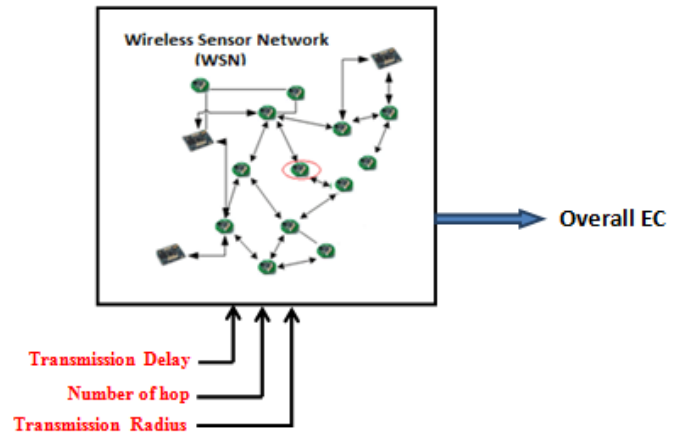 Wireless Sensor Network
(WSN)
Overall EC
Transmission Delay
Number of hop
Transmission Radius